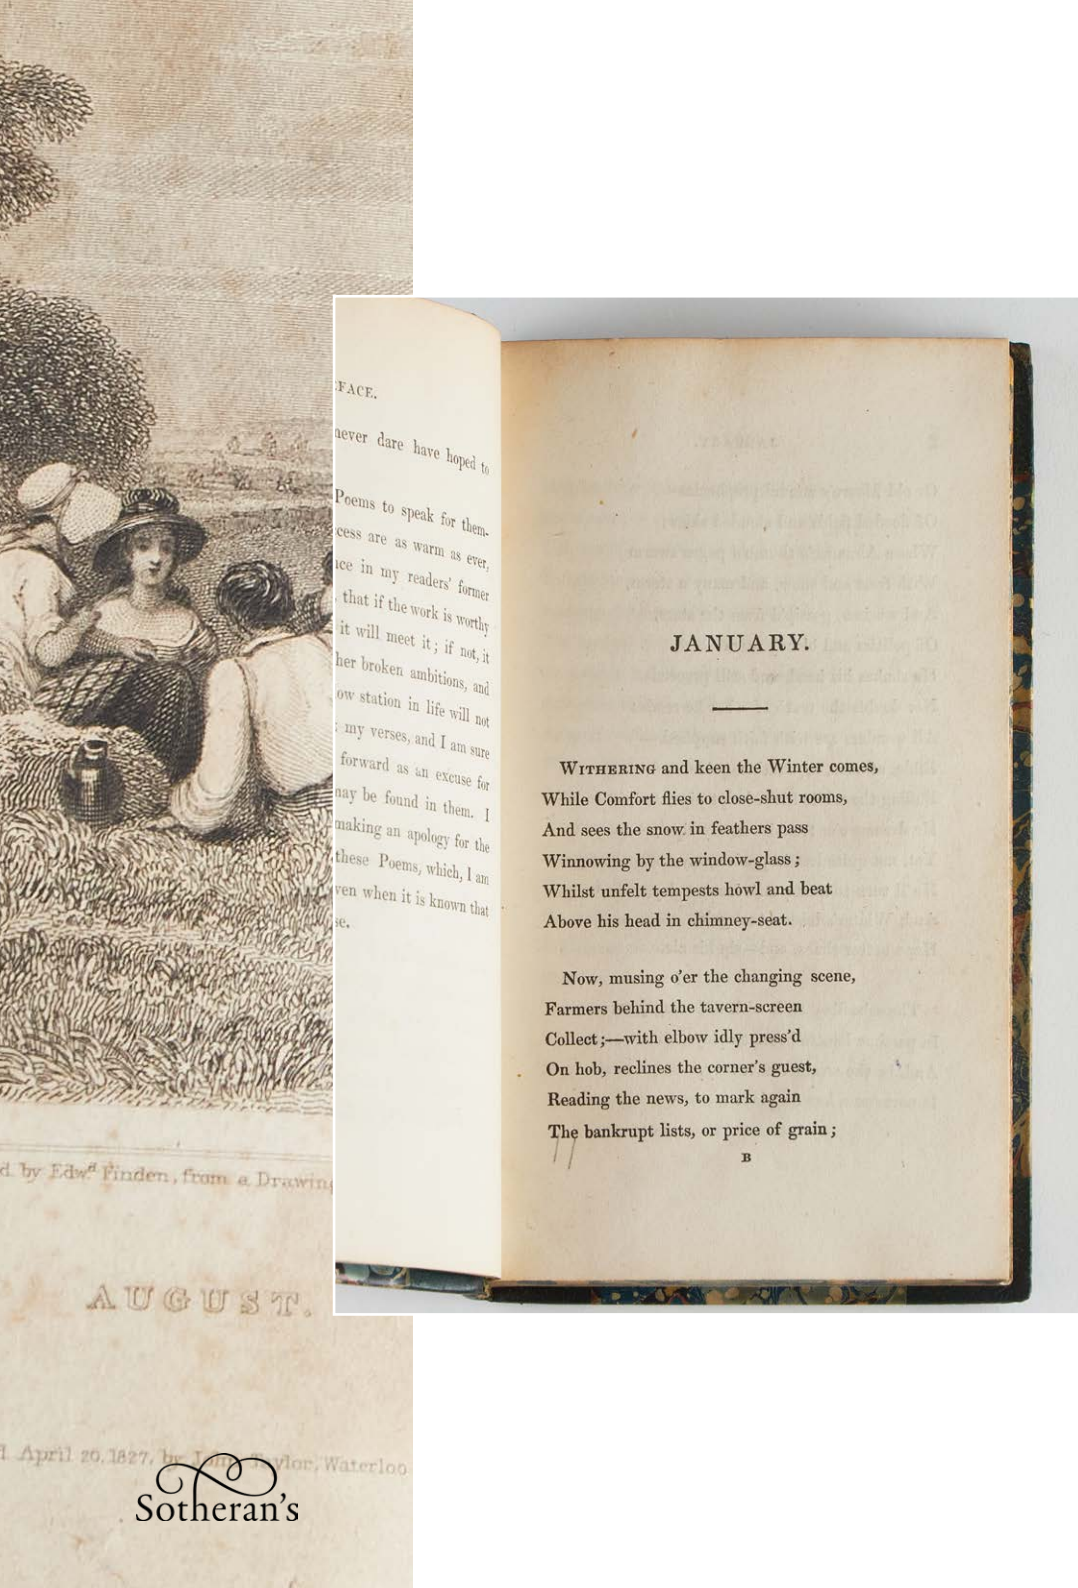 FACE.
never dare have hoped to
Poems to speak for them-
cess are as warm as ever,
ce in my readers' former
that if the work is worthy
it will meet it; if not, it
her broken ambitions, and
ow station in life will not
my verses, and I am sure
forward as an excuse for
may be found in them. I
making an apology for the
these Poems, which, I am
ven when it is known that
se.
JANUARY.
WITHERING and keen the Winter comes,
While Comfort flies to close-shut rooms,
And sees the snow in feathers pass
Winnowing by the window-glass;
Whilst unfelt tempests howl and beat
Above his head in chimney-seat.
Now, musing o'er the changing scene,
Farmers behind the tavern-screen
Collect;—with elbow idly press'd
On hob, reclines the corner's guest,
Reading the news, to mark again
The bankrupt lists, or price of grain;
B
d by Edwd. Finden, from a Drawing
AUGUST.
April 20, 1827, by John Taylor, Waterloo
Sotheran's